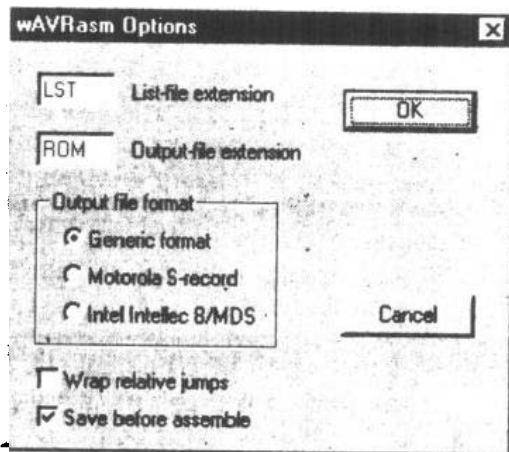 wAVRasm Options
LST List-file extension
OK
ROM Output-file extension
Output file format
Generic format
Motorola S-record
Intel Intellec 8/MDS
Cancel
Wrap relative jumps
Save before assemble